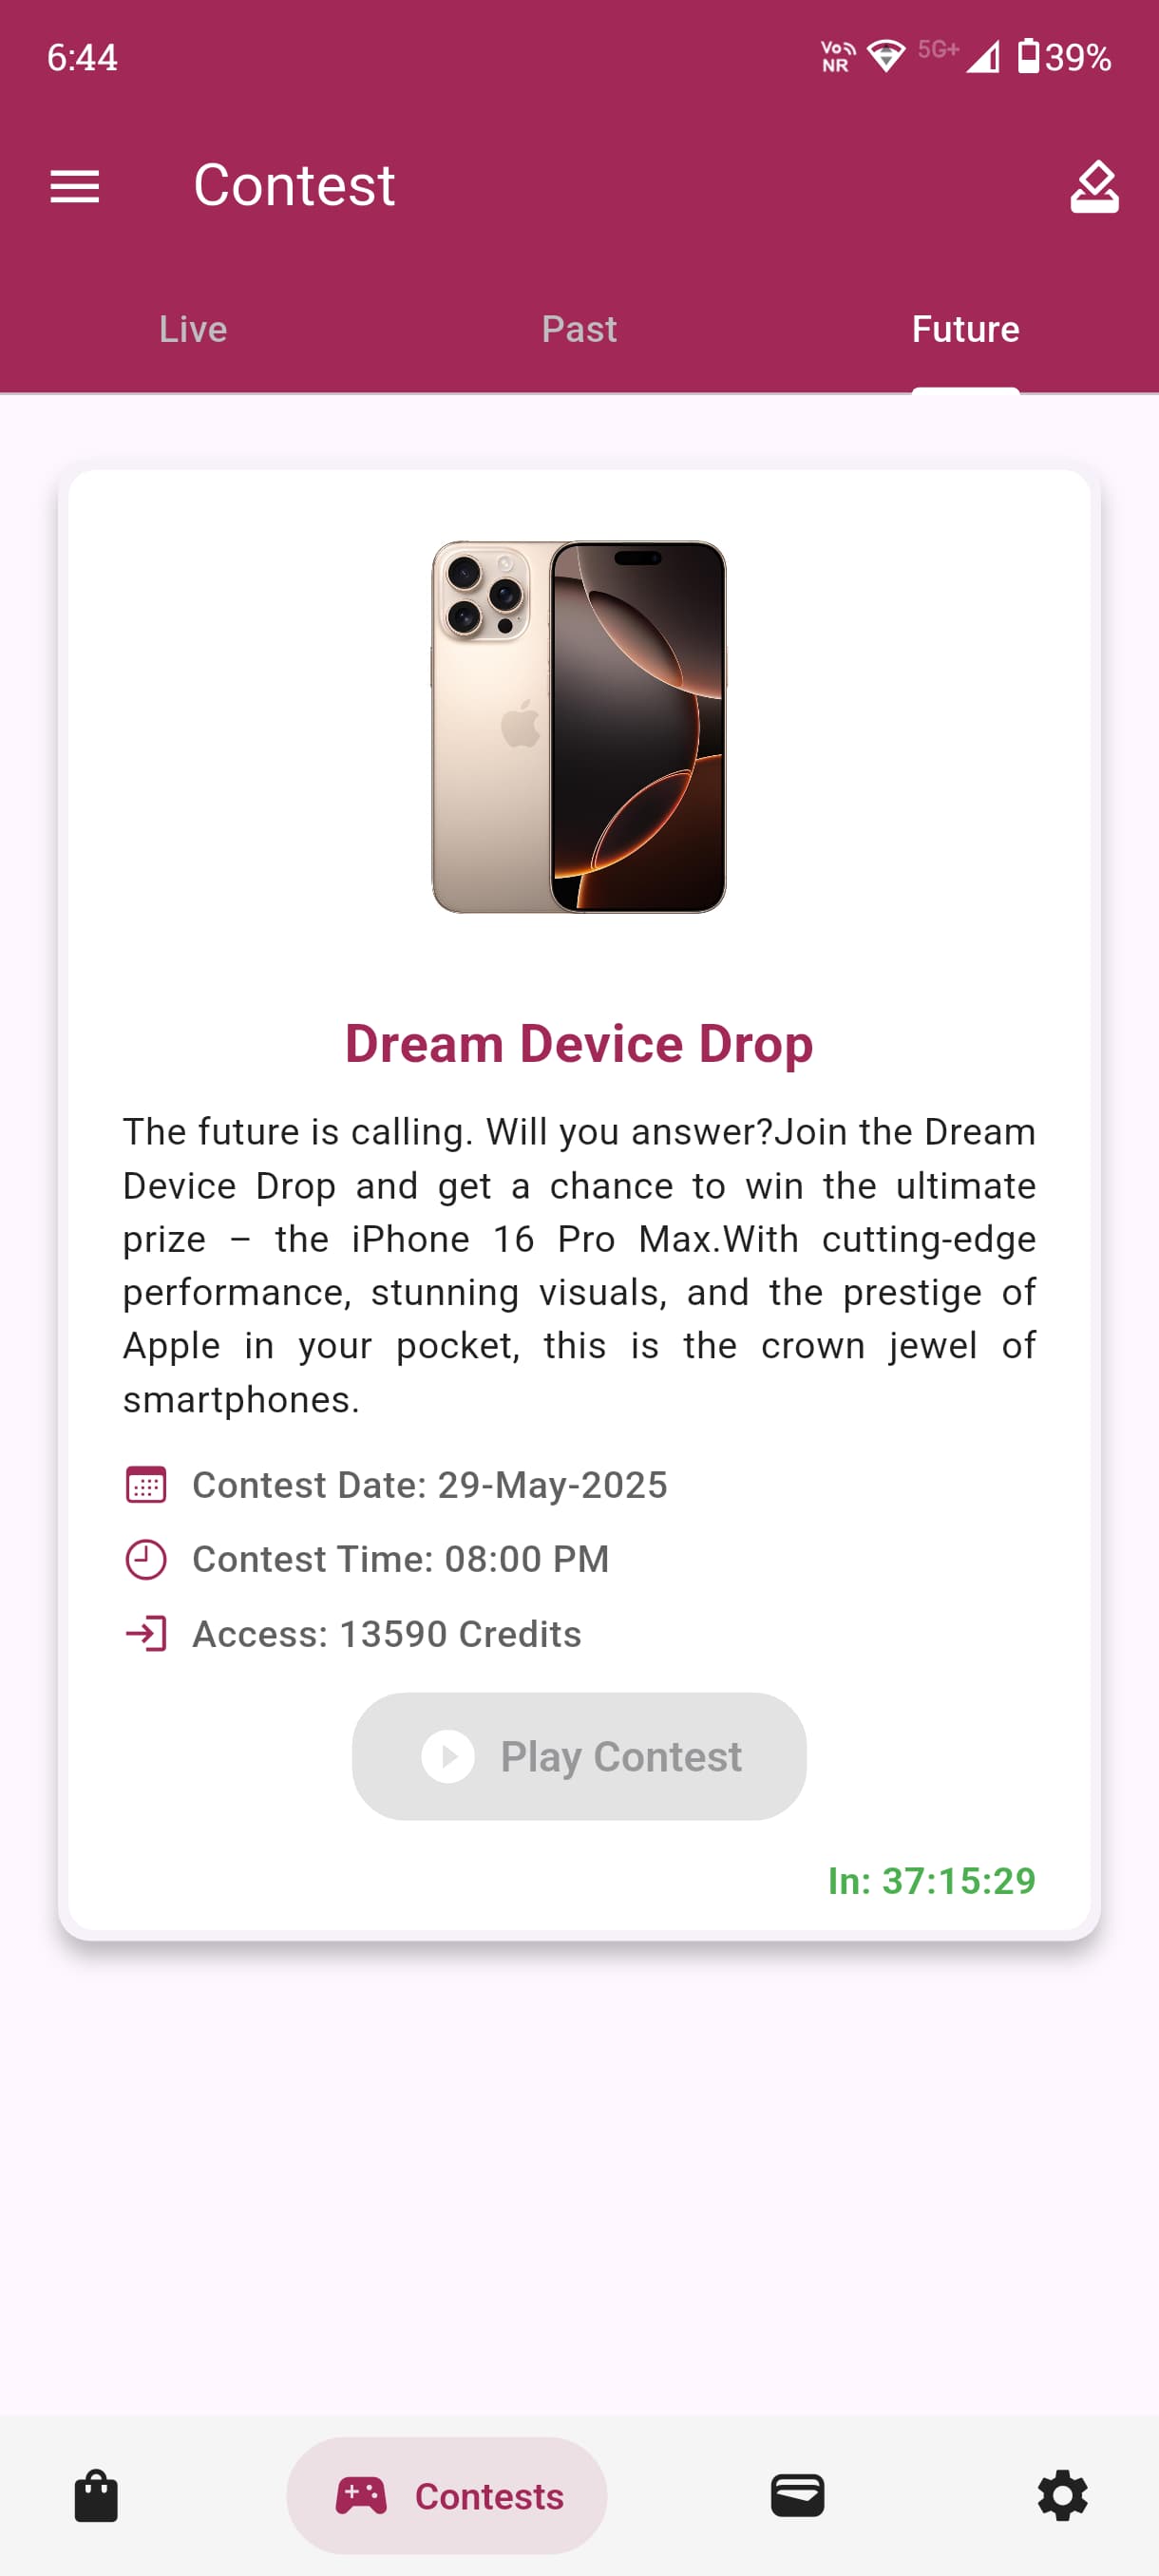 6:44
Vo NR 5G+ 39%
Contest
Live Past Future
Dream Device Drop
The future is calling. Will you answer?Join the Dream
Device Drop and get a chance to win the ultimate
prize – the iPhone 16 Pro Max.With cutting-edge
performance, stunning visuals, and the prestige of
Apple in your pocket, this is the crown jewel of
smartphones.
Contest Date: 29-May-2025
Contest Time: 08:00 PM
Access: 13590 Credits
Play Contest
In: 37:15:29
Contests